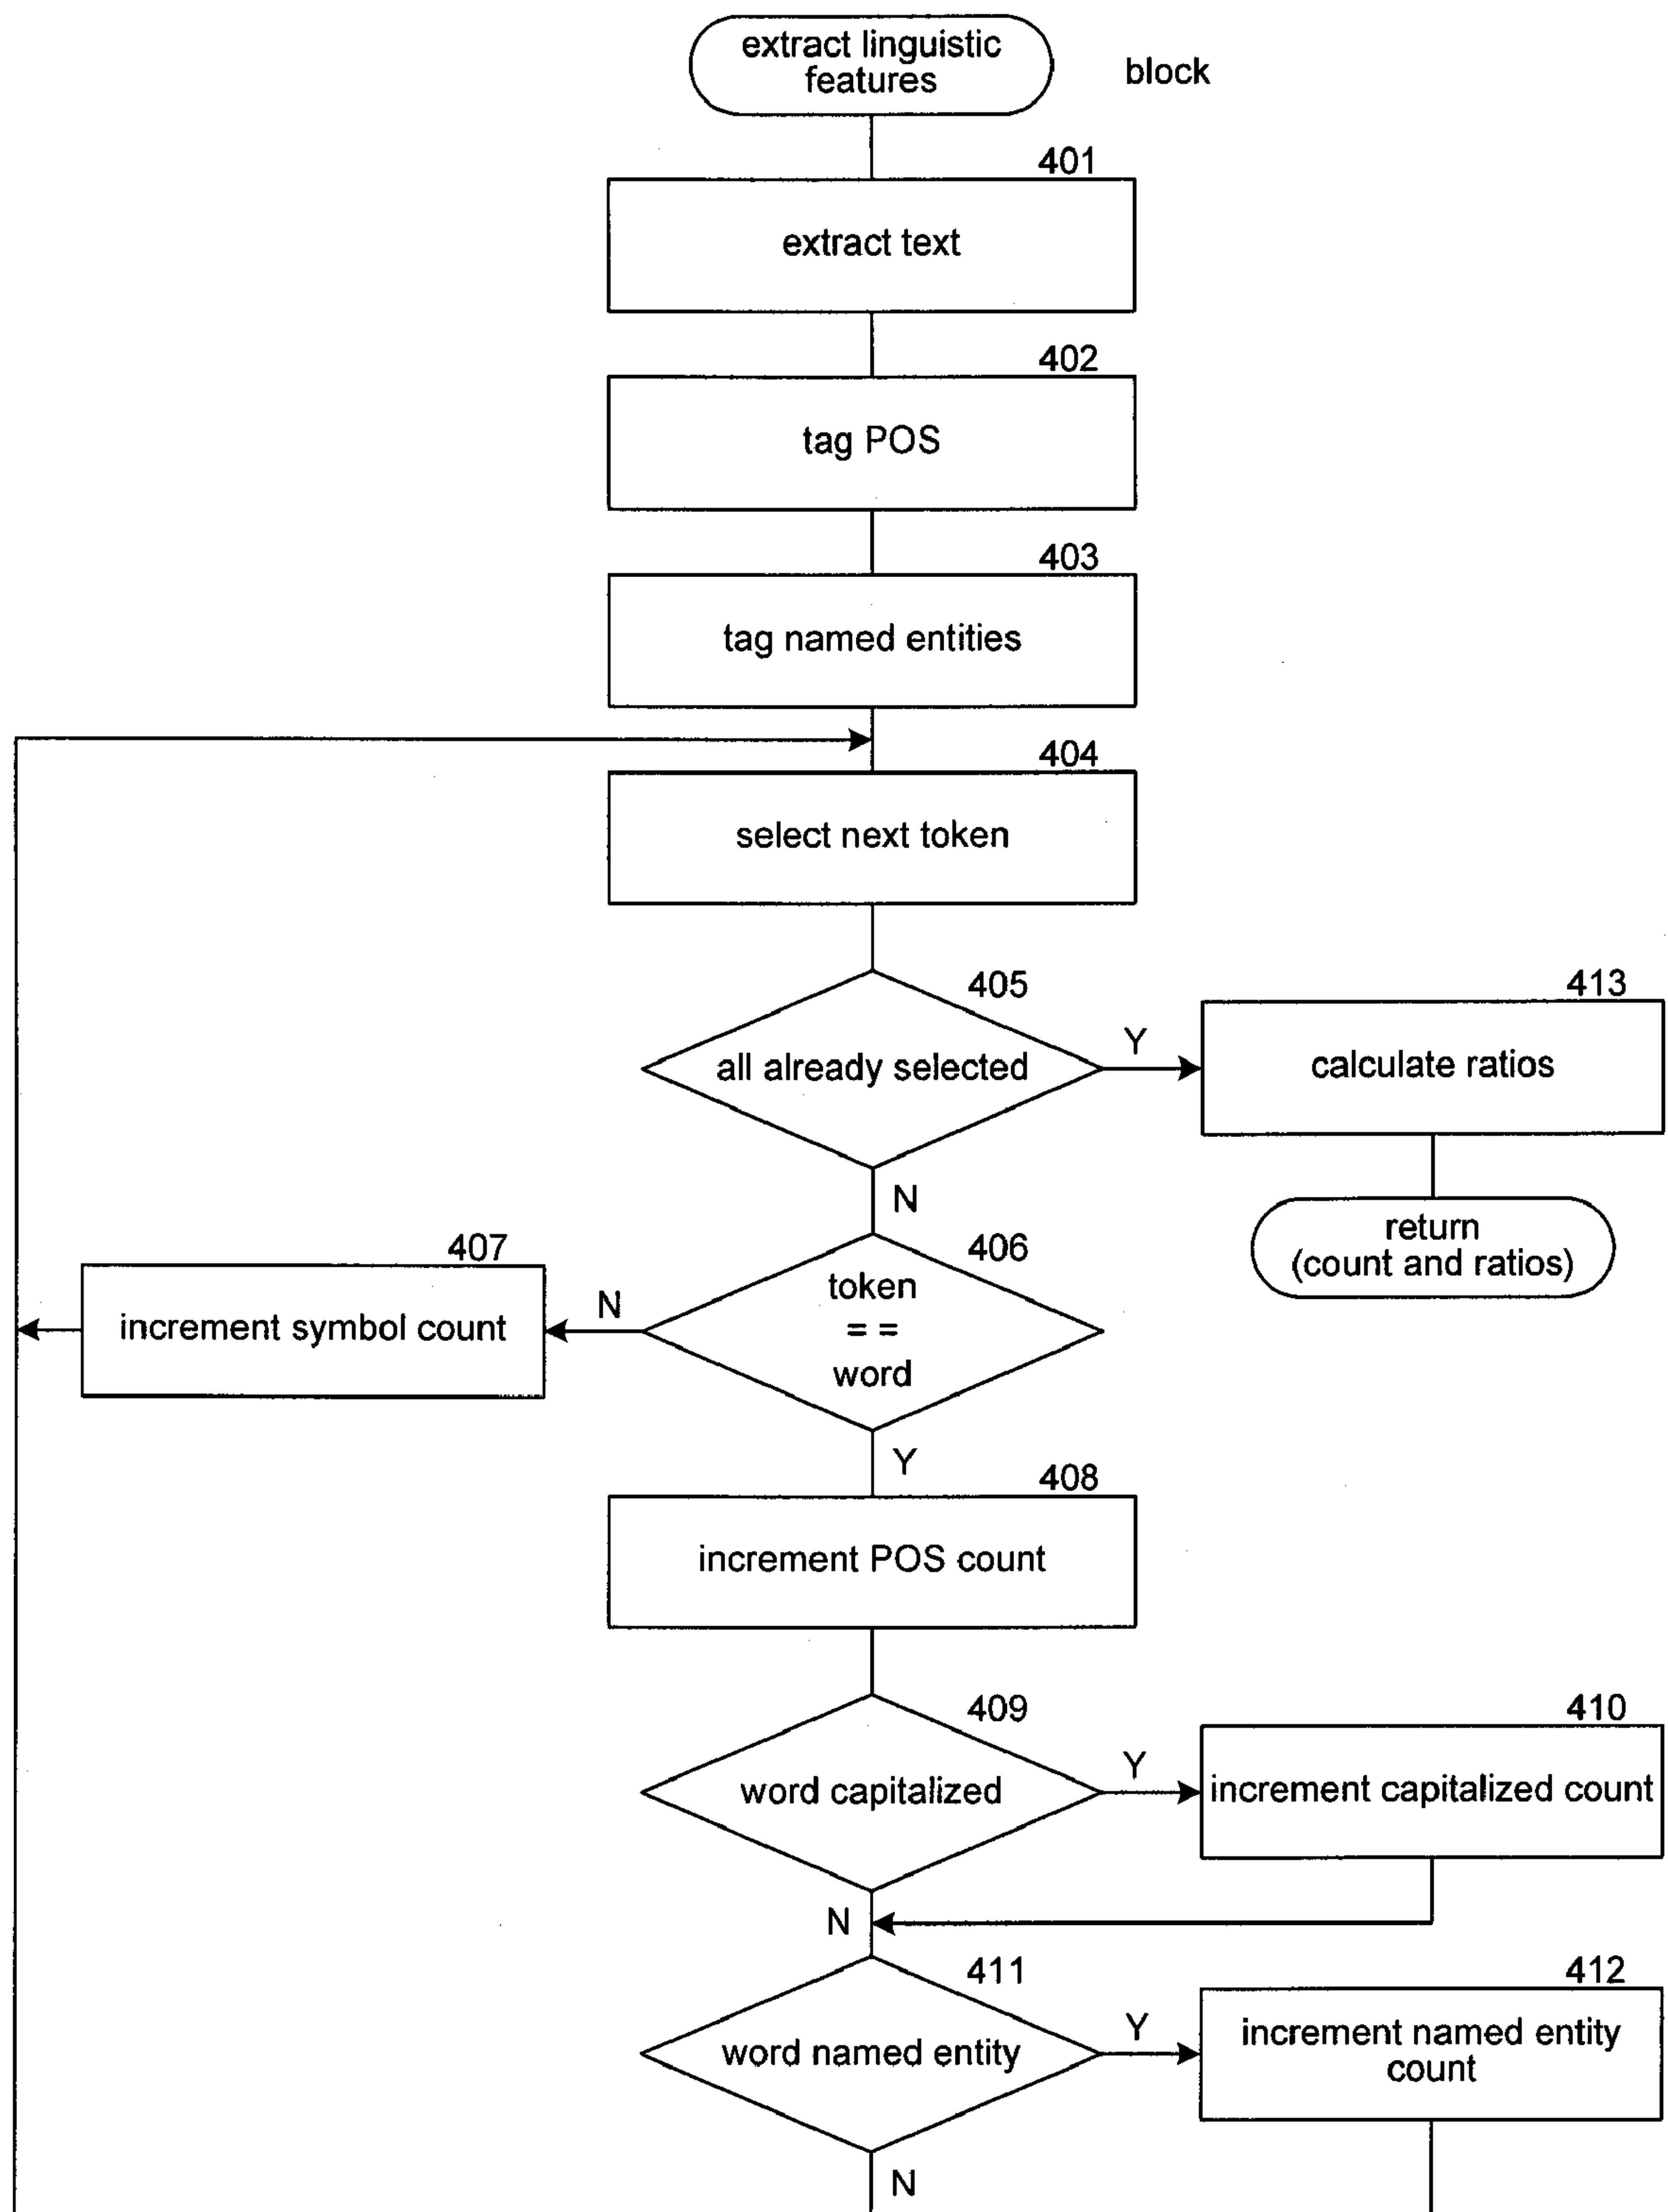 extract linguistic
features
block
401
extract text
402
tag POS
403
tag named entities
404
select next token
405
all already selected
Y
413
calculate ratios
N
return
(count and ratios)
406
token
= =
word
N
407
increment symbol count
Y
408
increment POS count
409
word capitalized
Y
410
increment capitalized count
N
411
word named entity
Y
412
increment named entity
count
N